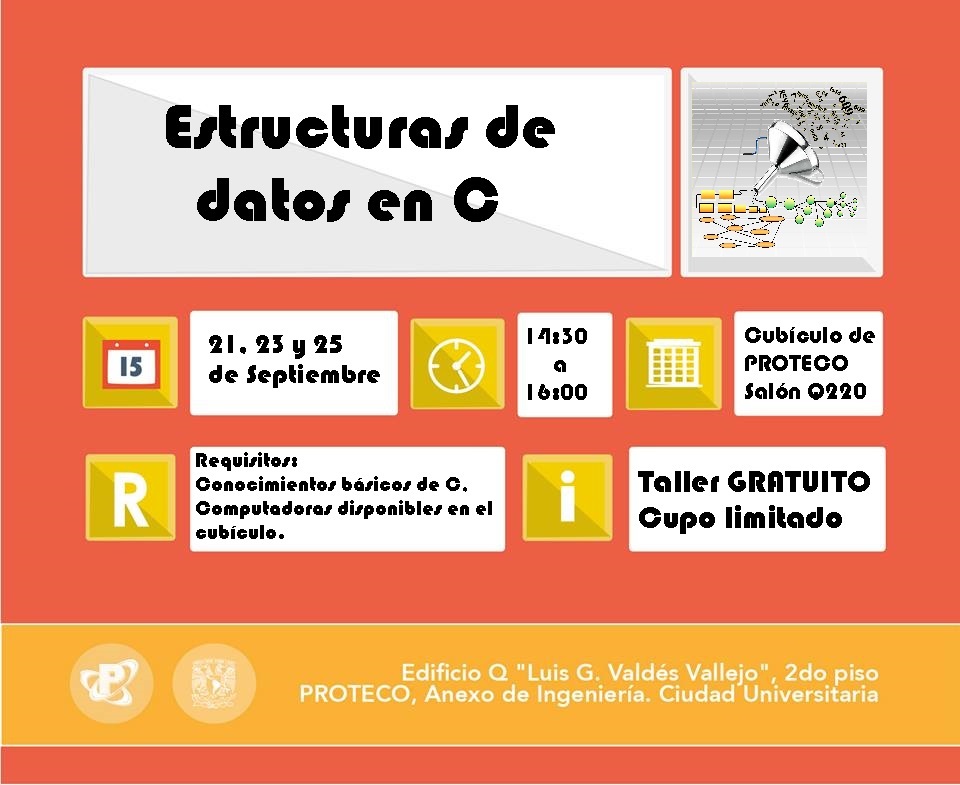 Estructuras de
datos en C
15
21, 23 y 25
de Septiembre
14:30
a
16:00
Cubículo de
PROTECO
Salón Q220
R
Requisitos:
Conocimientos básicos de C.
Computadoras disponibles en el
cubículo.
i
Taller GRATUITO
Cupo limitado
P
Edificio Q "Luis G. Valdés Vallejo", 2do piso
PROTECO, Anexo de Ingeniería. Ciudad Universitaria